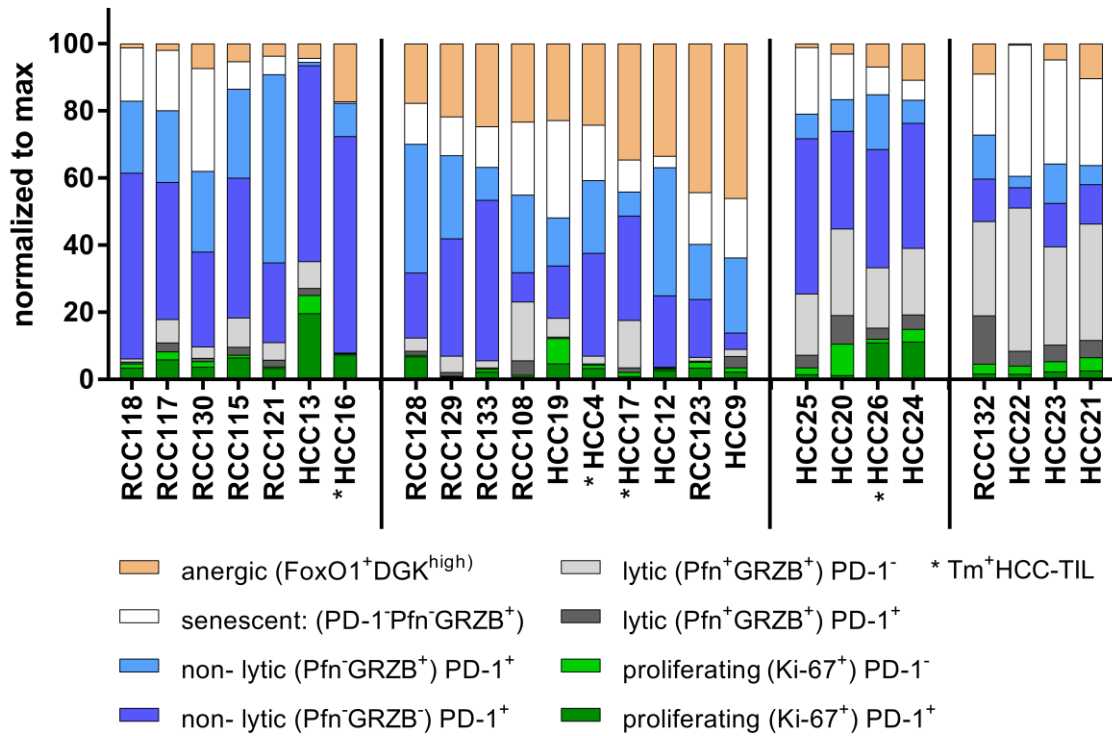 normalized to max
100
80
60
40
20
0
RCC118
RCC117
RCC130
RCC115
RCC121
HCC13
*HCC16
RCC128
RCC129
RCC133
RCC108
HCC19
* HCC4
*HCC17
HCC12
RCC123
HCC9
HCC25
HCC20
*HCC26
HCC24
RCC132
HCC22
HCC23
HCC21
anergic (FoxO1⁺DGKʰⁱᵍʰ⁾
senescent: (PD-1⁻Pfn⁻GRZB⁺)
non- lytic (Pfn⁻GRZB⁺) PD-1⁺
non- lytic (Pfn⁻GRZB⁻) PD-1⁺
lytic (Pfn⁺GRZB⁺) PD-1⁻
lytic (Pfn⁺GRZB⁺) PD-1⁺
proliferating (Ki-67⁺) PD-1⁻
proliferating (Ki-67⁺) PD-1⁺
* Tm⁺HCC-TIL